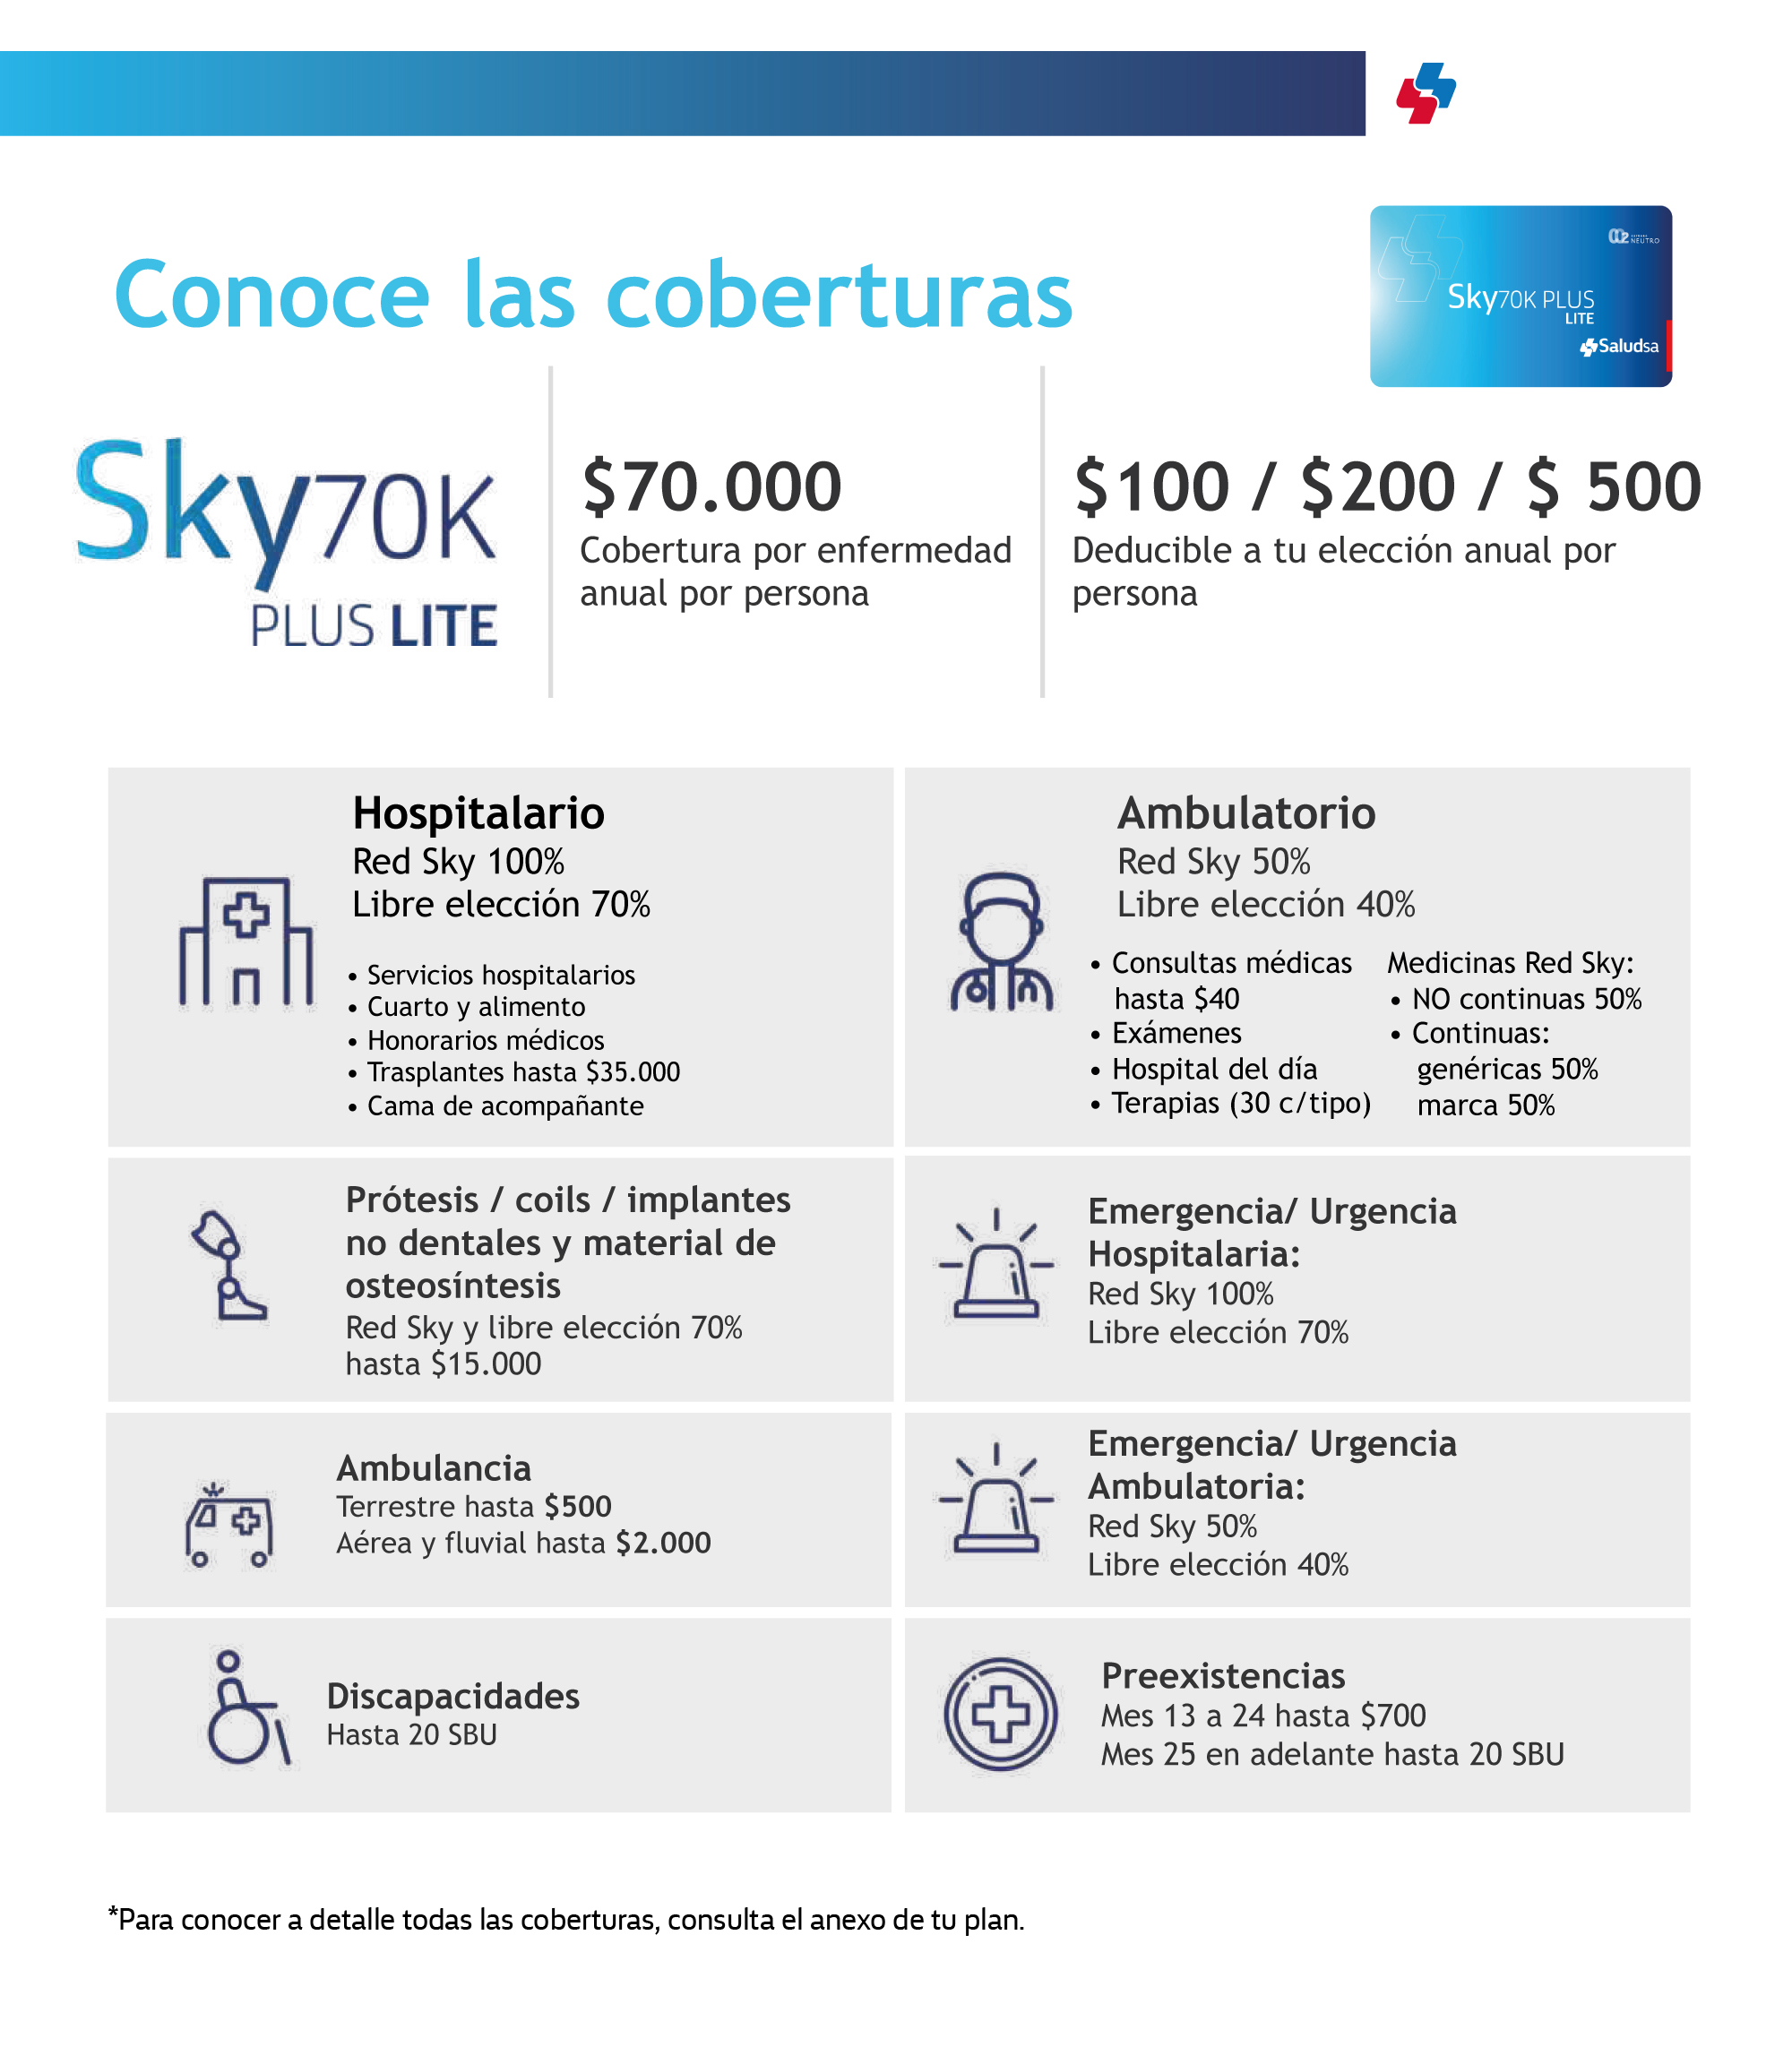 Conoce las coberturas
Sky70K PLUS
LITE
Saludsa
NEUTRO
Sky70K
PLUS LITE
$70.000
Cobertura por enfermedad
anual por persona
$100 / $200 / $ 500
Deducible a tu elección anual por
persona
Hospitalario
Red Sky 100%
Libre elección 70%
• Servicios hospitalarios
• Cuarto y alimento
• Honorarios médicos
• Trasplantes hasta $35.000
• Cama de acompañante
Ambulatorio
Red Sky 50%
Libre elección 40%
• Consultas médicas
hasta $40
• Exámenes
• Hospital del día
• Terapias (30 c/tipo)
Medicinas Red Sky:
• NO continuas 50%
• Continuas:
genéricas 50%
marca 50%
Prótesis / coils / implantes
no dentales y material de
osteosíntesis
Red Sky y libre elección 70%
hasta $15.000
Emergencia/ Urgencia
Hospitalaria:
Red Sky 100%
Libre elección 70%
Ambulancia
Terrestre hasta $500
Aérea y fluvial hasta $2.000
Emergencia/ Urgencia
Ambulatoria:
Red Sky 50%
Libre elección 40%
Discapacidades
Hasta 20 SBU
Preexistencias
Mes 13 a 24 hasta $700
Mes 25 en adelante hasta 20 SBU
*Para conocer a detalle todas las coberturas, consulta el anexo de tu plan.